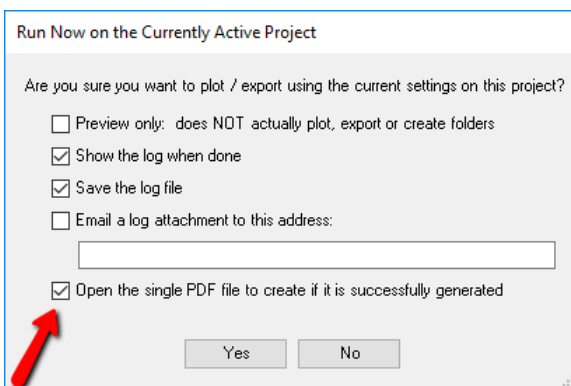 Run Now on the Currently Active Project
Are you sure you want to plot / export using the current settings on this project?
Preview only: does NOT actually plot, export or create folders
Show the log when done
Save the log file
Email a log attachment to this address:
Open the single PDF file to create if it is successfully generated
Yes No